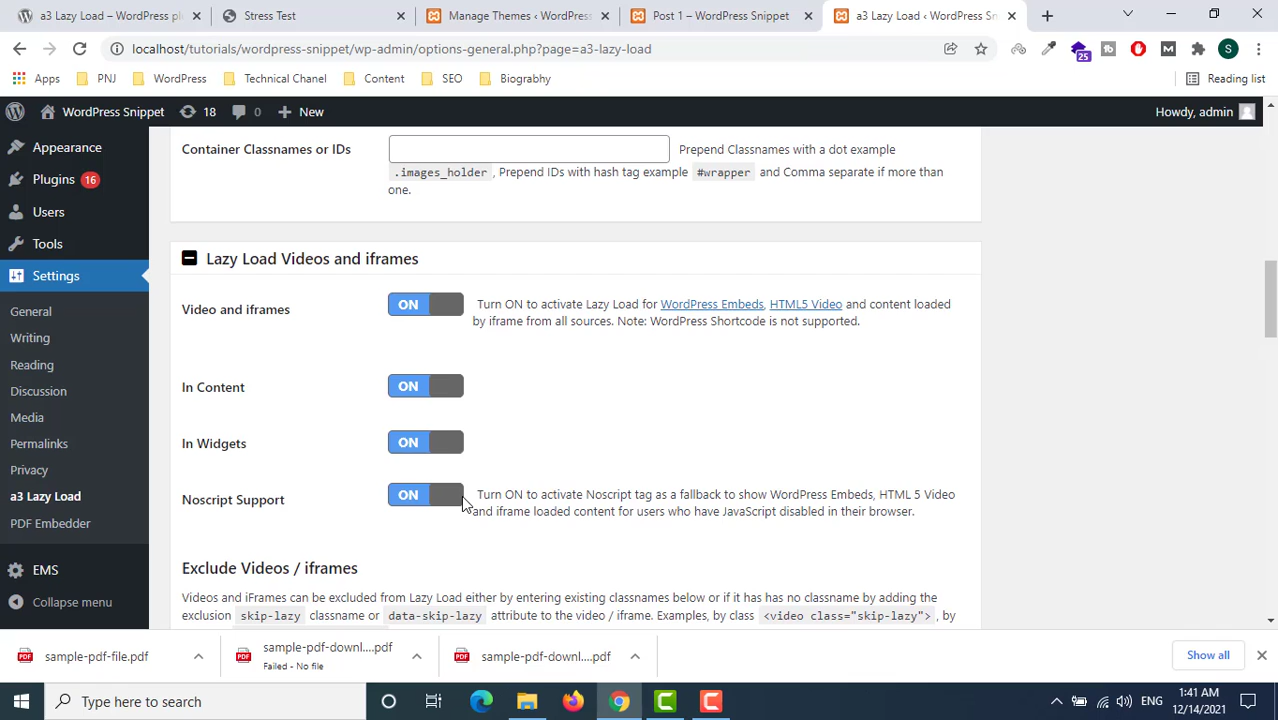 a3 Lazy Load – WordPress pl
Stress Test
Manage Themes ‹ WordPress
Post 1 – WordPress Snippet
a3 Lazy Load ‹ WordPress Sn
localhost/tutorials/wordpress-snippet/wp-admin/options-general.php?page=a3-lazy-load
25
M
S
Apps
PNJ
WordPress
Technical Chanel
Content
SEO
Biograbhy
Reading list
WordPress Snippet
18
0
New
Howdy, admin
Appearance
Plugins 16
Users
Tools
Settings
General
Writing
Reading
Discussion
Media
Permalinks
Privacy
a3 Lazy Load
PDF Embedder
EMS
Collapse menu
Container Classnames or IDs
Prepend Classnames with a dot example
.images_holder , Prepend IDs with hash tag example #wrapper and Comma separate if more than
one.
Lazy Load Videos and iframes
Video and iframes
ON
Turn ON to activate Lazy Load for WordPress Embeds, HTML5 Video and content loaded
by iframe from all sources. Note: WordPress Shortcode is not supported.
In Content
ON
In Widgets
ON
Noscript Support
ON
Turn ON to activate Noscript tag as a fallback to show WordPress Embeds, HTML 5 Video
and iframe loaded content for users who have JavaScript disabled in their browser.
Exclude Videos / iframes
Videos and iFrames can be excluded from Lazy Load either by entering existing classnames below or if it has has no classname by adding the
exclusion skip-lazy classname or data-skip-lazy attribute to the video / iframe. Examples, by class <video class="skip-lazy">, by
sample-pdf-file.pdf
sample-pdf-downl....pdf
Failed - No file
sample-pdf-downl....pdf
Show all
Type here to search
ENG
1:41 AM
12/14/2021